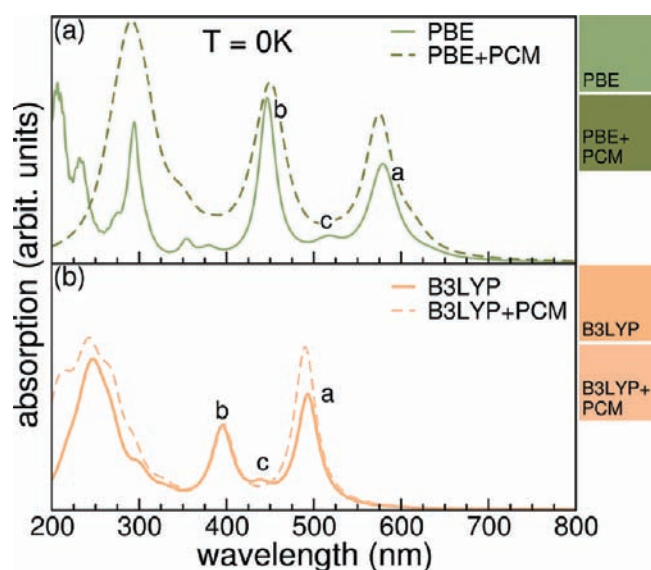 (a)
T = 0K
PBE
PBE+PCM
b
a
c
PBE
PBE+
PCM
absorption (arbit. units)
(b)
B3LYP
B3LYP+PCM
a
b
c
B3LYP
B3LYP+
PCM
200 300 400 500 600 700 800
wavelength (nm)